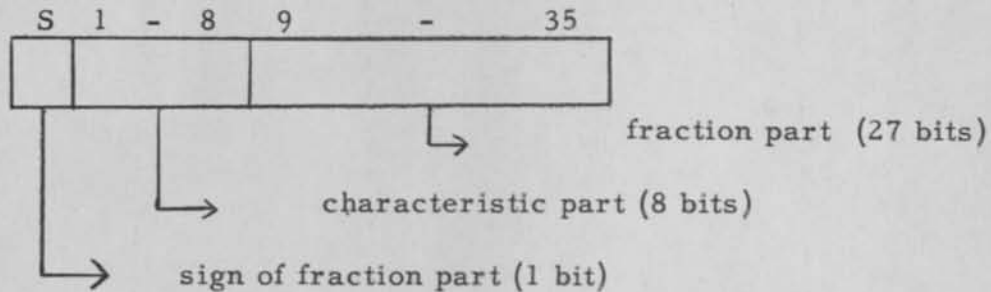 S 1 - 8 9 - 35
fraction part (27 bits)
characteristic part (8 bits)
sign of fraction part (1 bit)